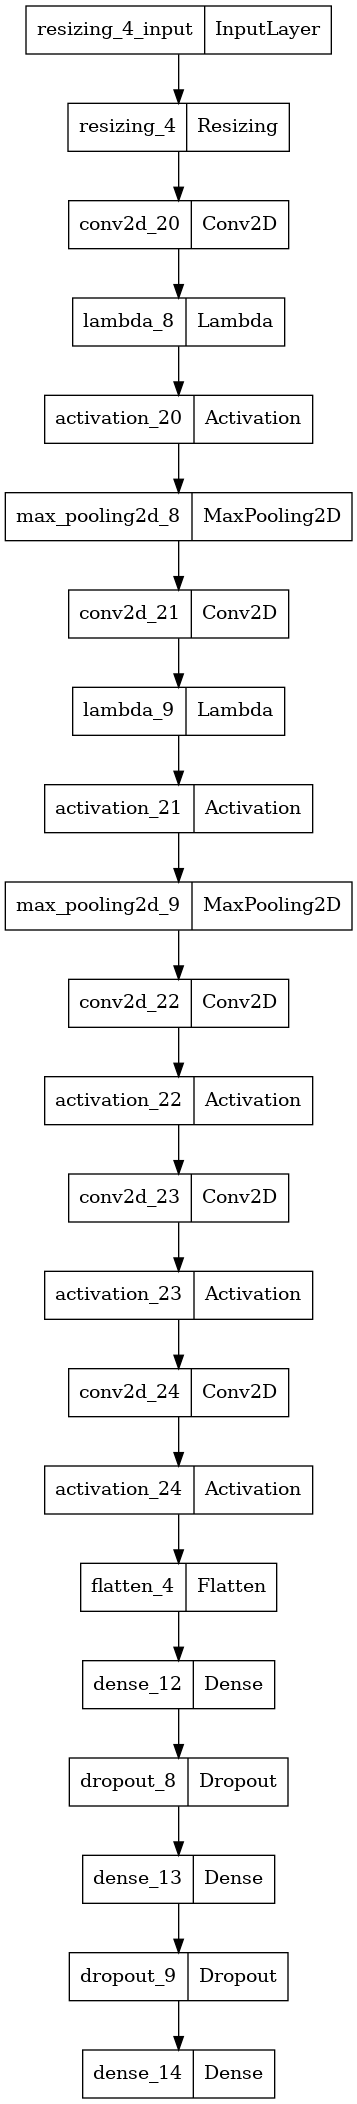 resizing_4_input InputLayer
resizing_4 Resizing
conv2d_20 Conv2D
lambda_8 Lambda
activation_20 Activation
max_pooling2d_8 MaxPooling2D
conv2d_21 Conv2D
lambda_9 Lambda
activation_21 Activation
max_pooling2d_9 MaxPooling2D
conv2d_22 Conv2D
activation_22 Activation
conv2d_23 Conv2D
activation_23 Activation
conv2d_24 Conv2D
activation_24 Activation
flatten_4 Flatten
dense_12 Dense
dropout_8 Dropout
dense_13 Dense
dropout_9 Dropout
dense_14 Dense